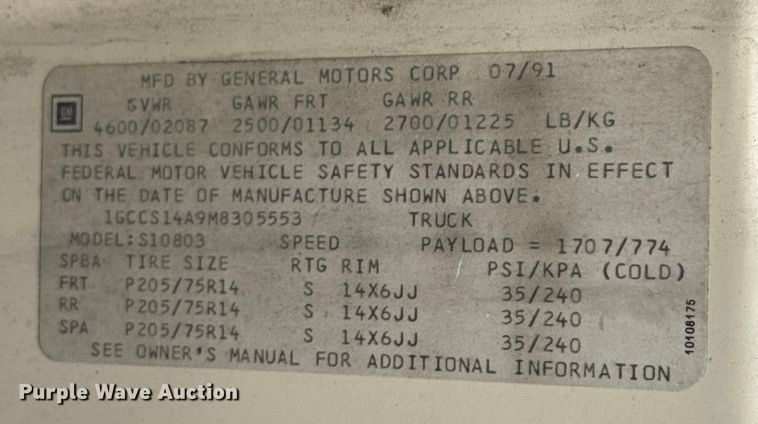 MFD BY GENERAL MOTORS CORP 07/91
GM
GVWR GAWR FRT GAWR RR
4600/02087 2500/01134 2700/01225 LB/KG
THIS VEHICLE CONFORMS TO ALL APPLICABLE U.S.
FEDERAL MOTOR VEHICLE SAFETY STANDARDS IN EFFECT
ON THE DATE OF MANUFACTURE SHOWN ABOVE.
1GCCS14A9M8305553 TRUCK
MODEL:S10803 SPEED PAYLOAD = 1707/774
SPBA TIRE SIZE RTG RIM PSI/KPA (COLD)
FRT P205/75R14 S 14X6JJ 35/240
RR P205/75R14 S 14X6JJ 35/240
SPA P205/75R14 S 14X6JJ 35/240
SEE OWNER'S MANUAL FOR ADDITIONAL INFORMATION
10108175
Purple Wave Auction